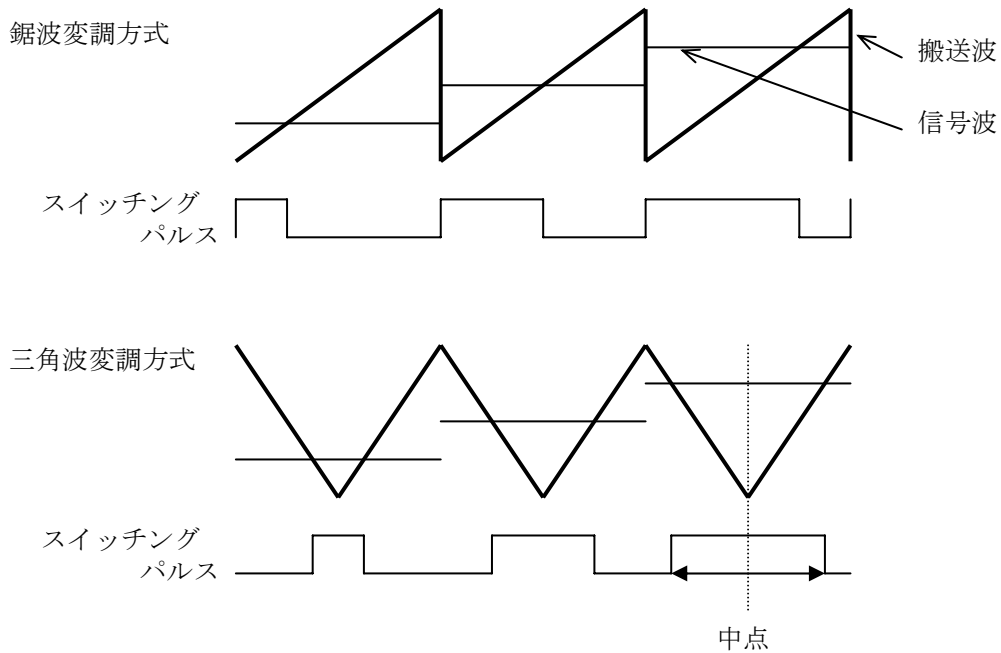 鋸波変調方式
搬送波
信号波
スイッチング
パルス
三角波変調方式
スイッチング
パルス
中点